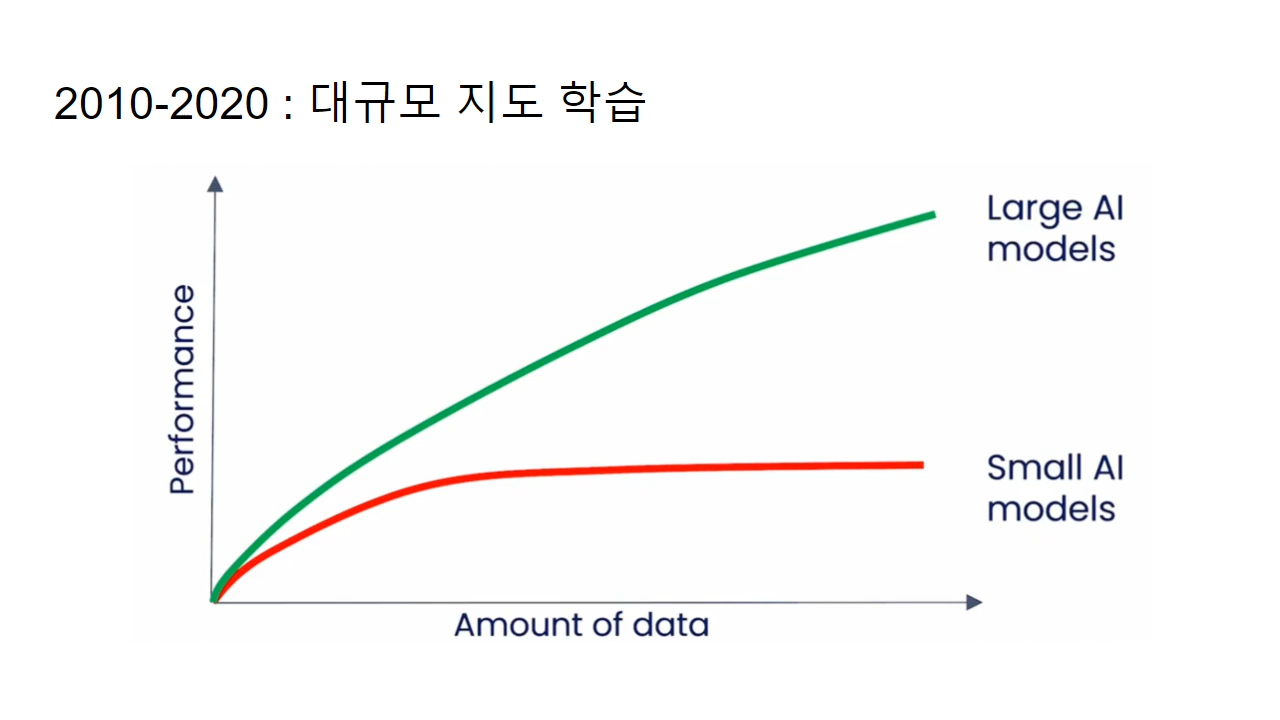 2010-2020 : 대규모 지도 학습
Large AI
models
Performance
Small AI
models
Amount of data